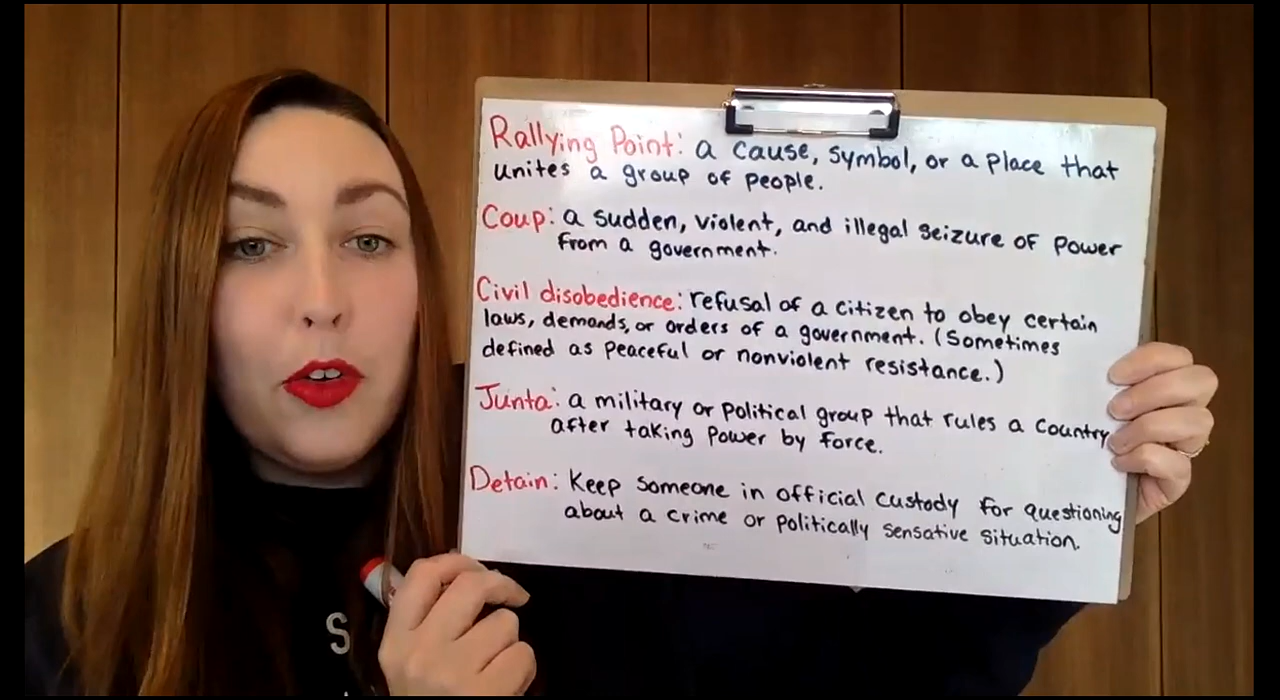 Rallying Point: a cause, symbol, or a place that
unites a group of people.
Coup: a sudden, violent, and illegal seizure of power
from a government.
Civil disobedience: refusal of a citizen to obey certain
laws, demands, or orders of a government. (Sometimes
defined as peaceful or nonviolent resistance.)
Junta: a military or political group that rules a country
after taking power by force.
Detain: Keep someone in official custody for questioning
about a crime or politically sensative situation.
S